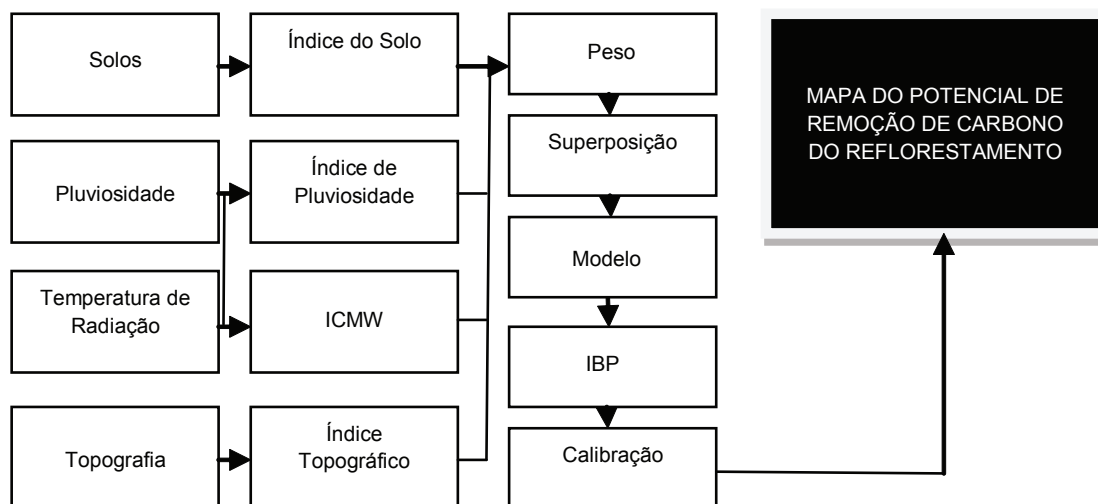 Solos
Índice do Solo
Peso
Superposição
Pluviosidade
Índice de
Pluviosidade
Modelo
Temperatura de
Radiação
ICMW
IBP
Topografia
Índice
Topográfico
Calibração
MAPA DO POTENCIAL DE
REMOÇÃO DE CARBONO
DO REFLORESTAMENTO